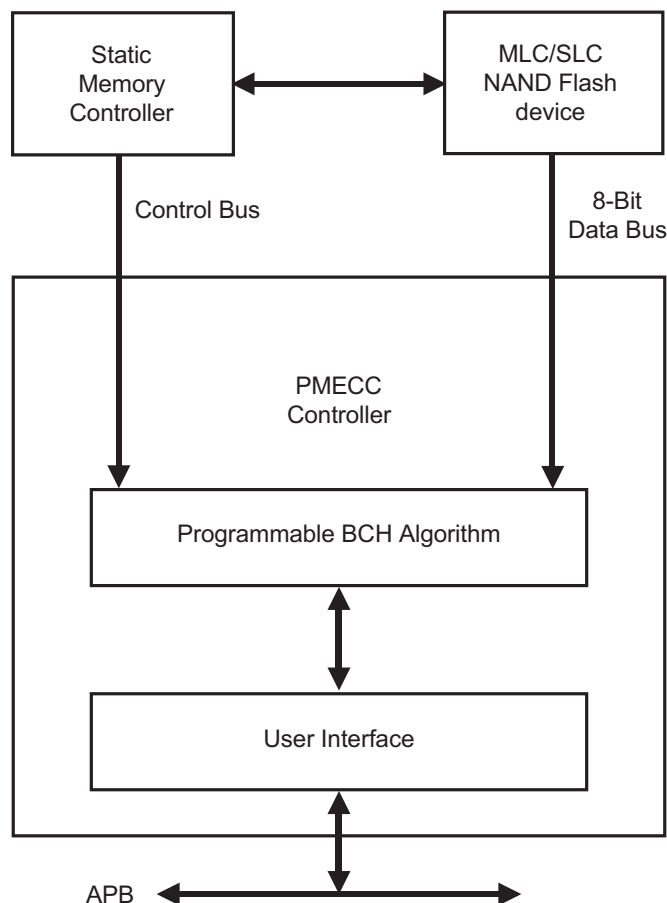 Static
Memory
Controller
MLC/SLC
NAND Flash
device
Control Bus
8-Bit
Data Bus
PMECC
Controller
Programmable BCH Algorithm
User Interface
APB